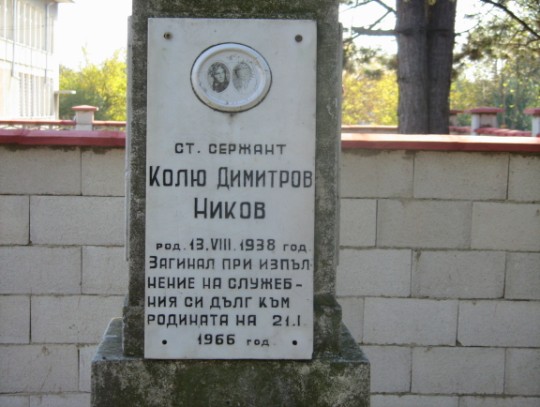 СТ. СЕРЖАНТ
КОЛЮ ДИМИТРОВ
НИКОВ
РОД. 13.VIII.1938 ГОД
ЗАГИНАЛ ПРИ ИЗПЪЛ-
НЕНИЕ НА СЛУЖЕБ-
НИЯ СИ ДЪЛГ КЪМ
РОДИНАТА НА 21.I
1966 ГОД.